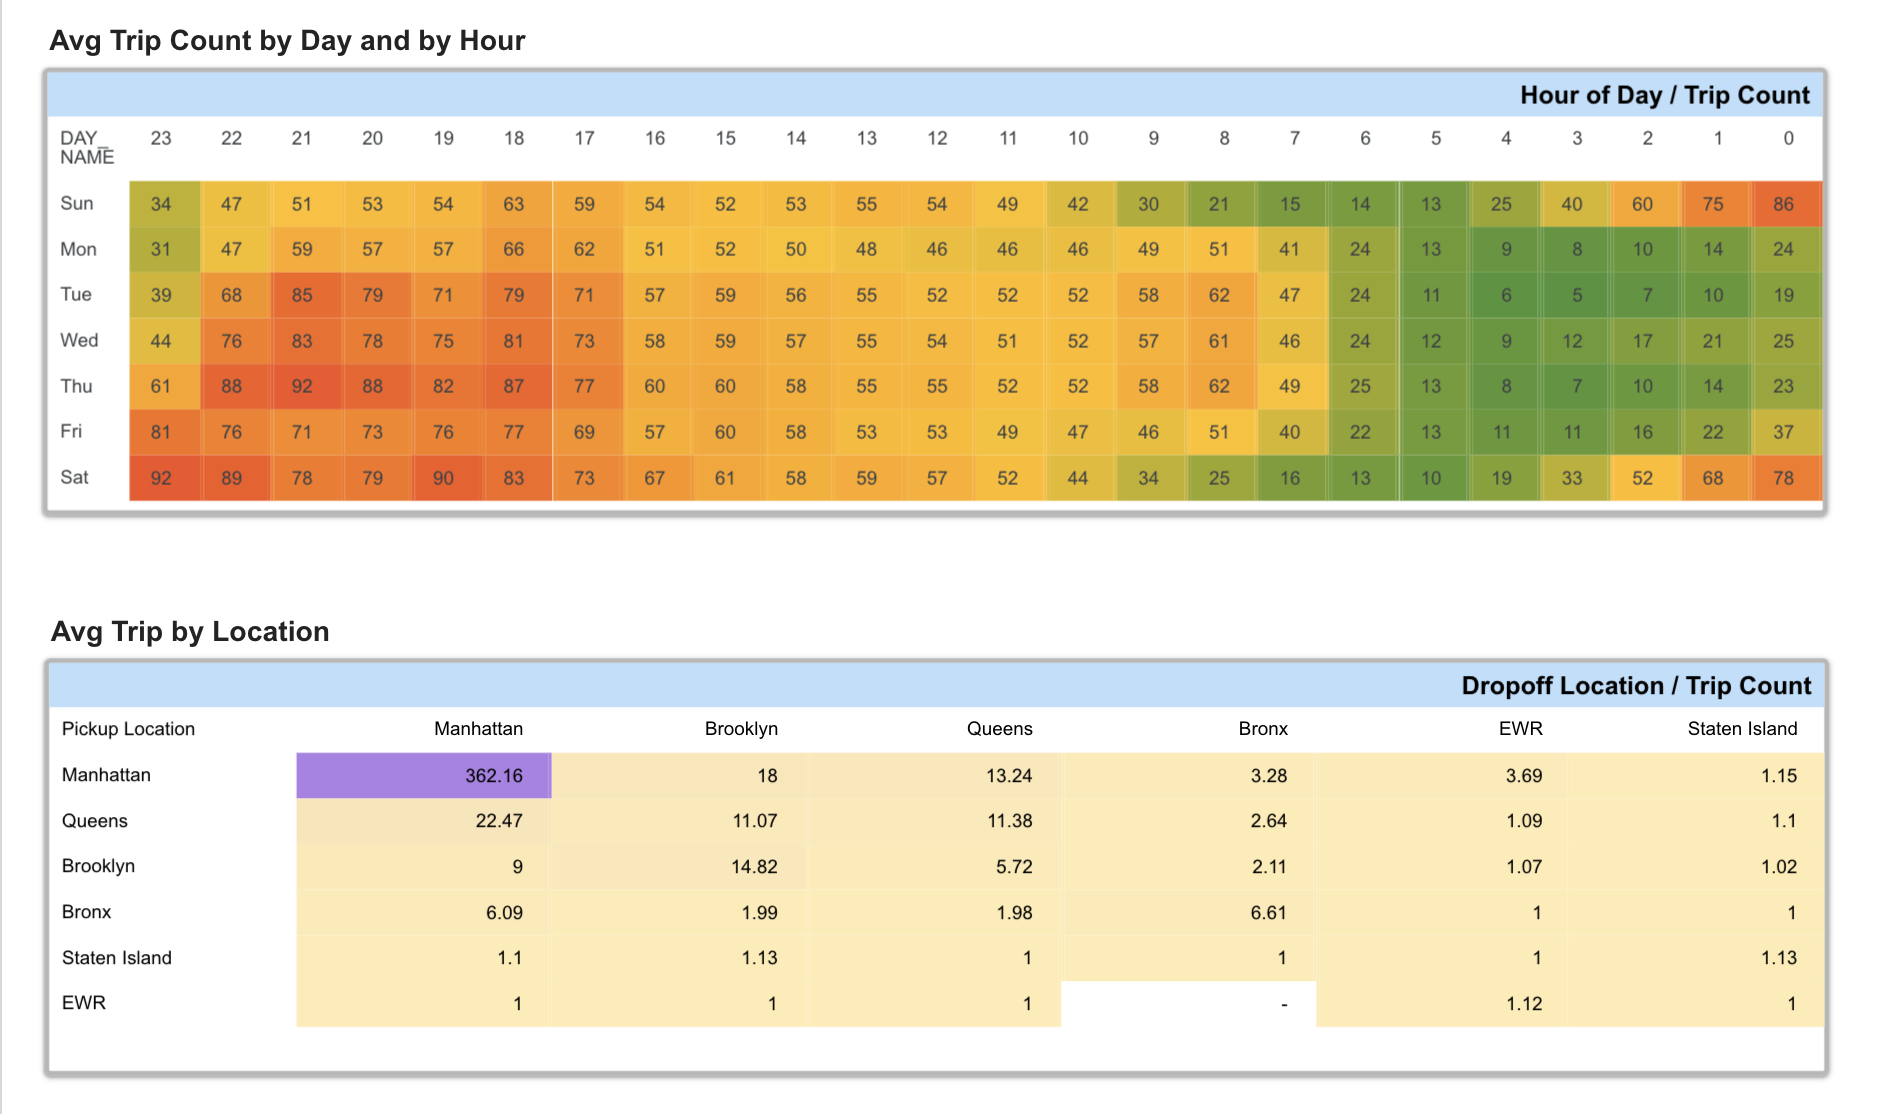 Avg Trip Count by Day and by Hour
Hour of Day / Trip Count
DAY_ 23 22 21 20 19 18 17 16 15 14 13 12 11 10 9 8 7 6 5 4 3 2 1 0
NAME
Sun 34 47 51 53 54 63 59 54 52 53 55 54 49 42 30 21 15 14 13 25 40 60 75 86
Mon 31 47 59 57 57 66 62 51 52 50 48 46 46 46 49 51 41 24 13 9 8 10 14 24
Tue 39 68 85 79 71 79 71 57 59 56 55 52 52 52 58 62 47 24 11 6 5 7 10 19
Wed 44 76 83 78 75 81 73 58 59 57 55 54 51 52 57 61 46 24 12 9 12 17 21 25
Thu 61 88 92 88 82 87 77 60 60 58 55 55 52 52 58 62 49 25 13 8 7 10 14 23
Fri 81 76 71 73 76 77 69 57 60 58 53 53 49 47 46 51 40 22 13 11 11 16 22 37
Sat 92 89 78 79 90 83 73 67 61 58 59 57 52 44 34 25 16 13 10 19 33 52 68 78
Avg Trip by Location
Dropoff Location / Trip Count
Pickup Location Manhattan Brooklyn Queens Bronx EWR Staten Island
Manhattan 362.16 18 13.24 3.28 3.69 1.15
Queens 22.47 11.07 11.38 2.64 1.09 1.1
Brooklyn 9 14.82 5.72 2.11 1.07 1.02
Bronx 6.09 1.99 1.98 6.61 1 1
Staten Island 1.1 1.13 1 1 1 1.13
EWR 1 1 1 - 1.12 1